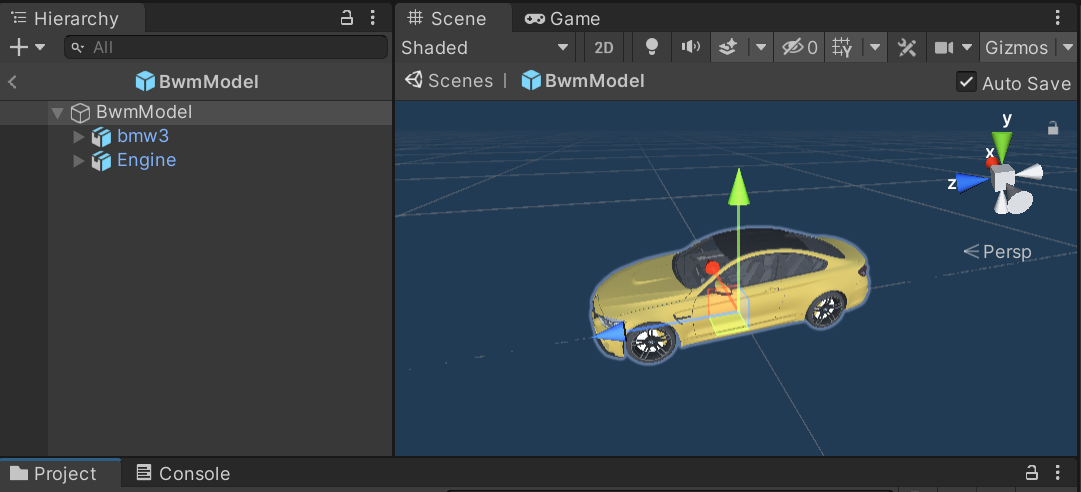 Hierarchy
All
BwmModel
BwmModel
bmw3
Engine
Scene
Game
Shaded
2D
0
Gizmos
Scenes | BwmModel
Auto Save
y
x
z
Persp
Project
Console